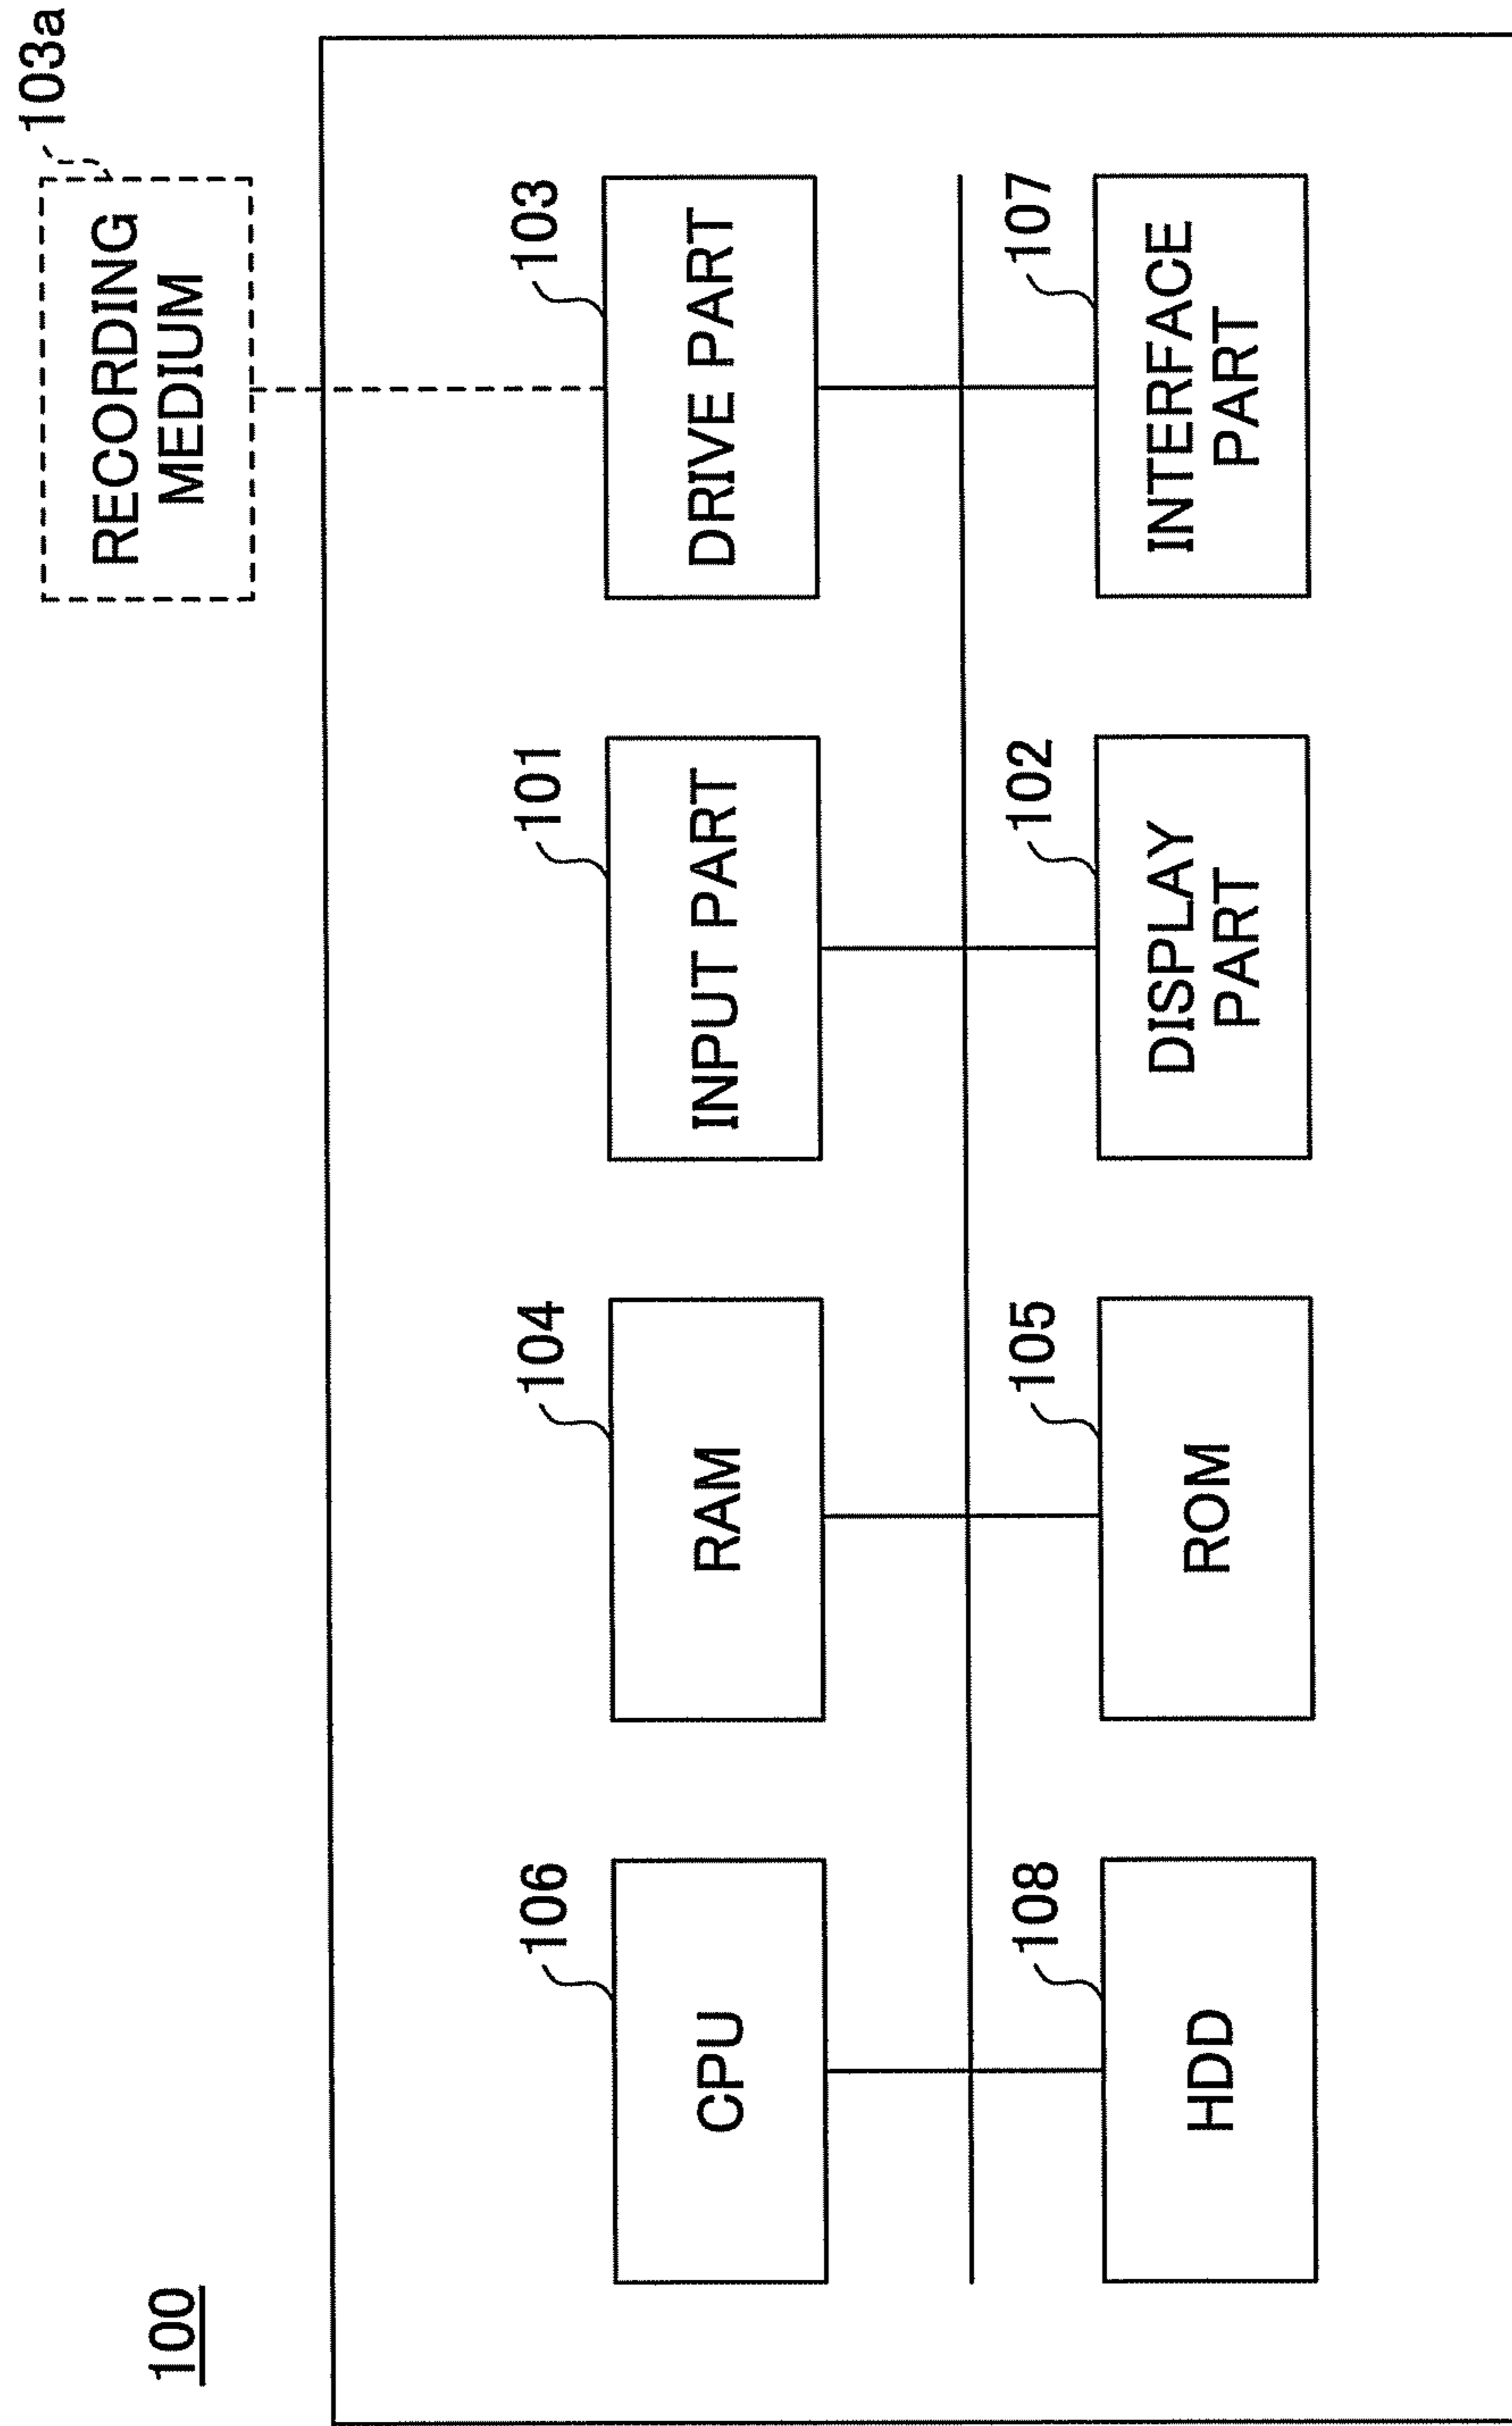 100
103a
RECORDING
MEDIUM
106
CPU
104
RAM
101
INPUT PART
103
DRIVE PART
108
HDD
105
ROM
102
DISPLAY
PART
107
INTERFACE
PART